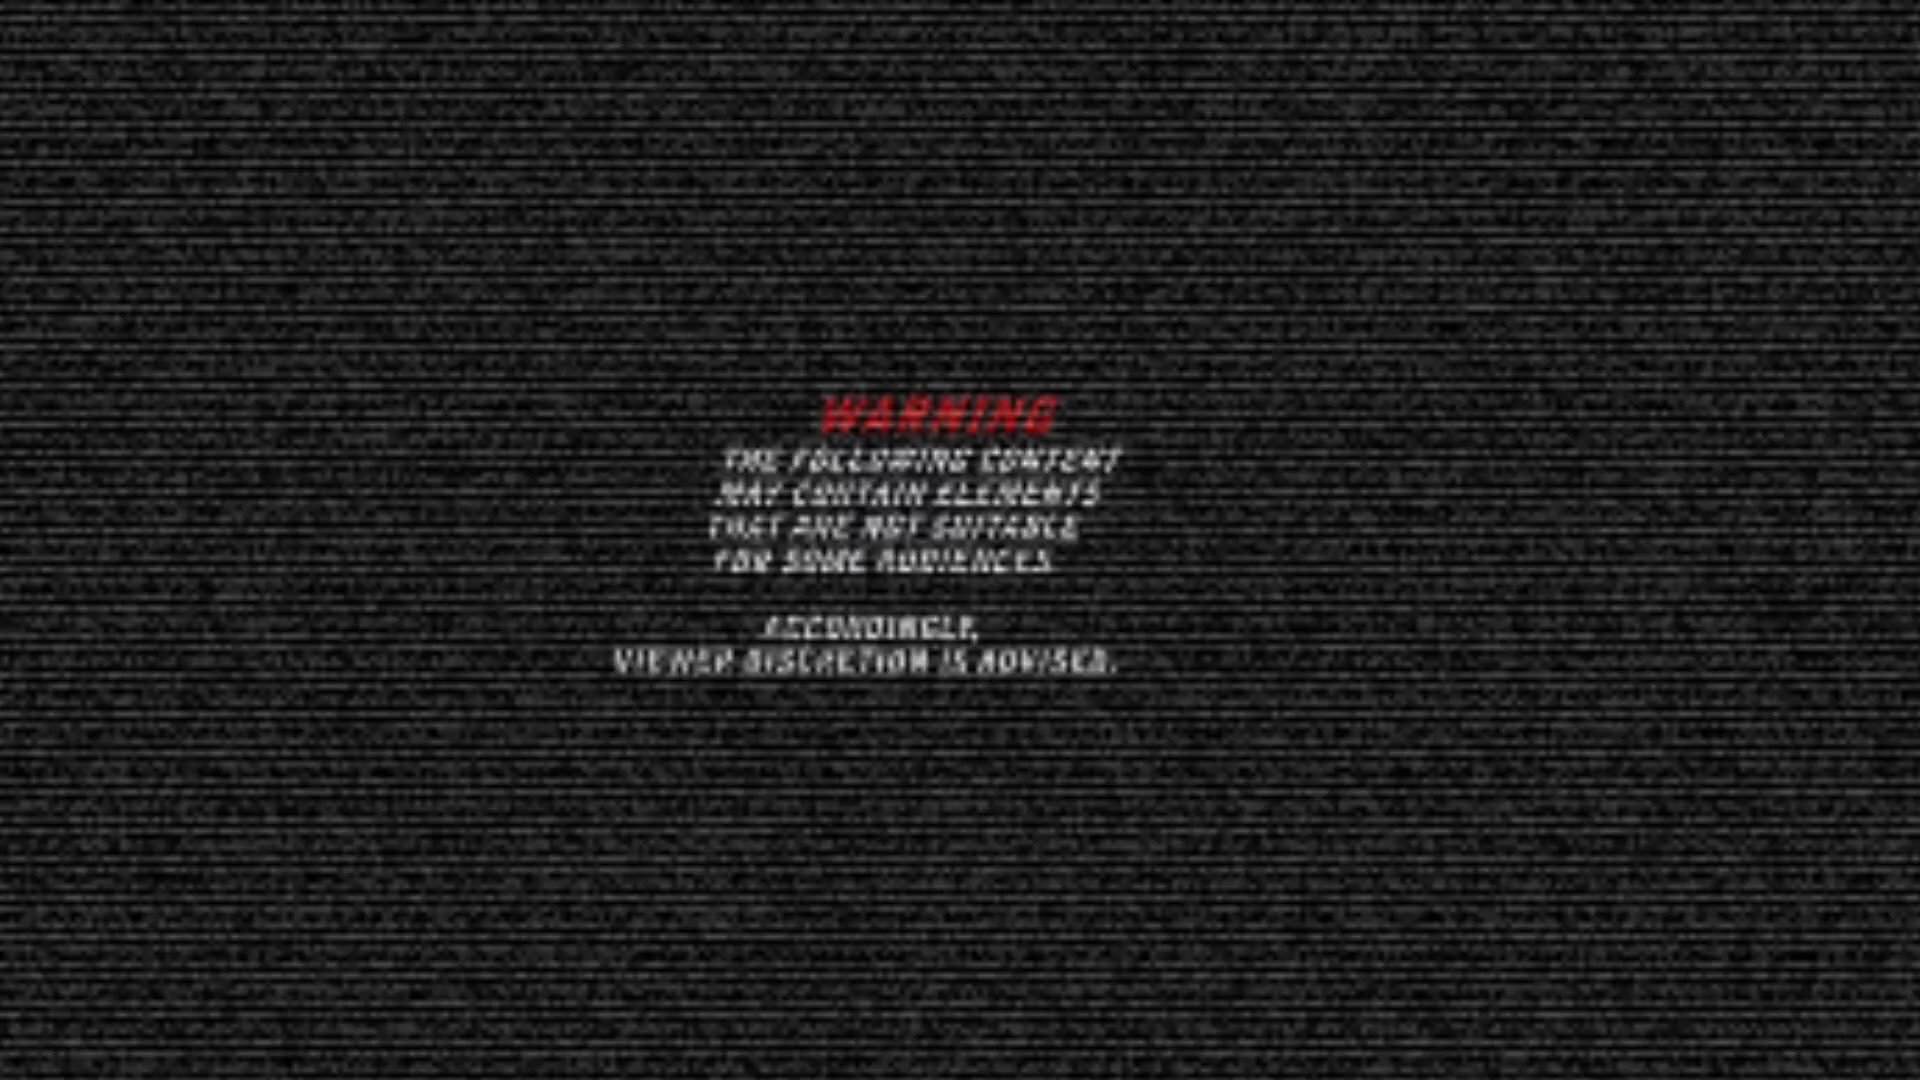 WARNING
THE FOLLOWING CONTENT
MAY CONTAIN ELEMENTS
THAT ARE NOT SUITABLE
FOR SOME AUDIENCES.
ACCORDINGLY,
VIEWER DISCRETION IS ADVISED.